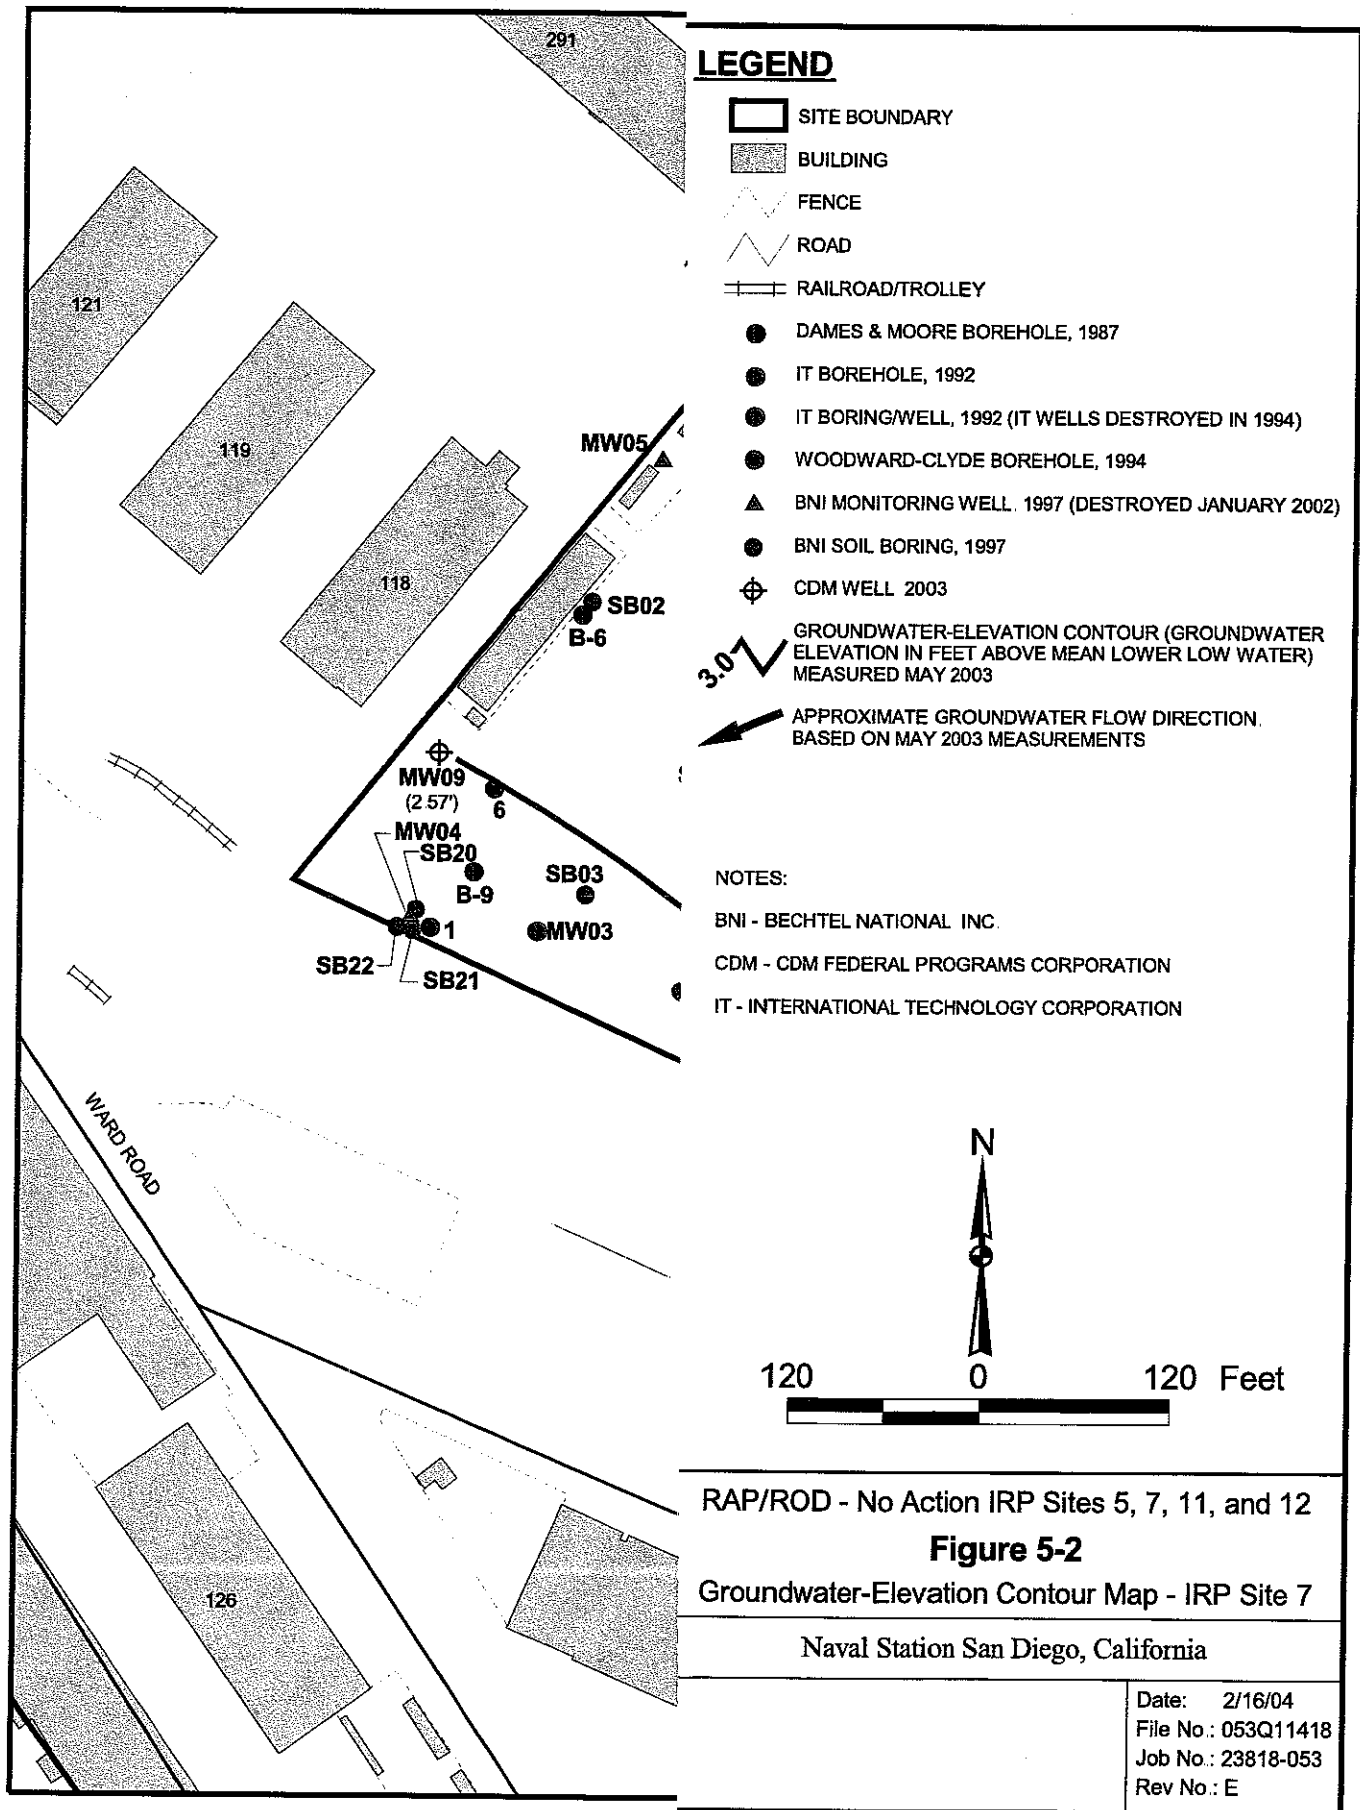 291
121
119
118
MW05
SB02
B-6
MW09
(2.57')
6
MW04
SB20
B-9
SB03
1
MW03
SB22
SB21
WARD ROAD
126
LEGEND
SITE BOUNDARY
BUILDING
FENCE
ROAD
RAILROAD/TROLLEY
DAMES & MOORE BOREHOLE, 1987
IT BOREHOLE, 1992
IT BORING/WELL, 1992 (IT WELLS DESTROYED IN 1994)
WOODWARD-CLYDE BOREHOLE, 1994
BNI MONITORING WELL, 1997 (DESTROYED JANUARY 2002)
BNI SOIL BORING, 1997
CDM WELL 2003
3.0
GROUNDWATER-ELEVATION CONTOUR (GROUNDWATER
ELEVATION IN FEET ABOVE MEAN LOWER LOW WATER)
MEASURED MAY 2003
APPROXIMATE GROUNDWATER FLOW DIRECTION.
BASED ON MAY 2003 MEASUREMENTS
NOTES:
BNI - BECHTEL NATIONAL INC.
CDM - CDM FEDERAL PROGRAMS CORPORATION
IT - INTERNATIONAL TECHNOLOGY CORPORATION
N
120 0 120 Feet
RAP/ROD - No Action IRP Sites 5, 7, 11, and 12
Figure 5-2
Groundwater-Elevation Contour Map - IRP Site 7
Naval Station San Diego, California
Date: 2/16/04
File No.: 053Q11418
Job No.: 23818-053
Rev No.: E